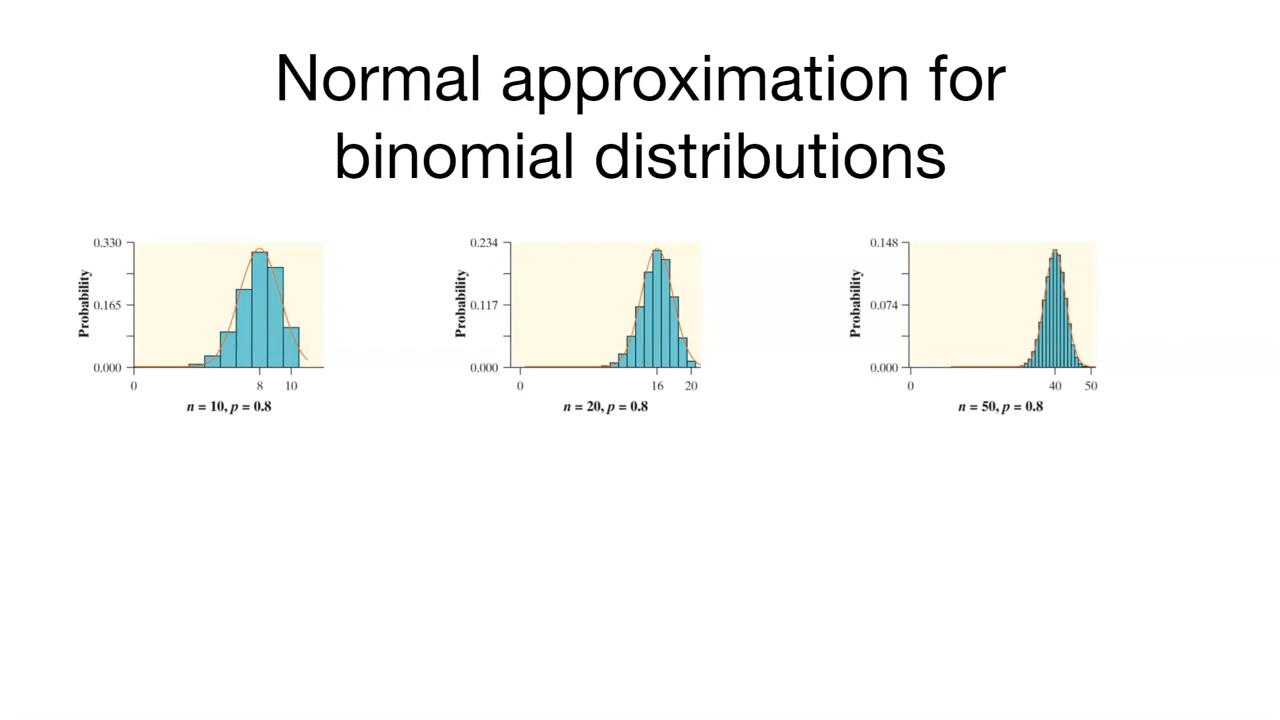 Normal approximation for
binomial distributions
0.330
0.165
0.000
Probability
0 8 10
n = 10, p = 0.8
0.234
0.117
0.000
Probability
0 16 20
n = 20, p = 0.8
0.148
0.074
0.000
Probability
0 40 50
n = 50, p = 0.8